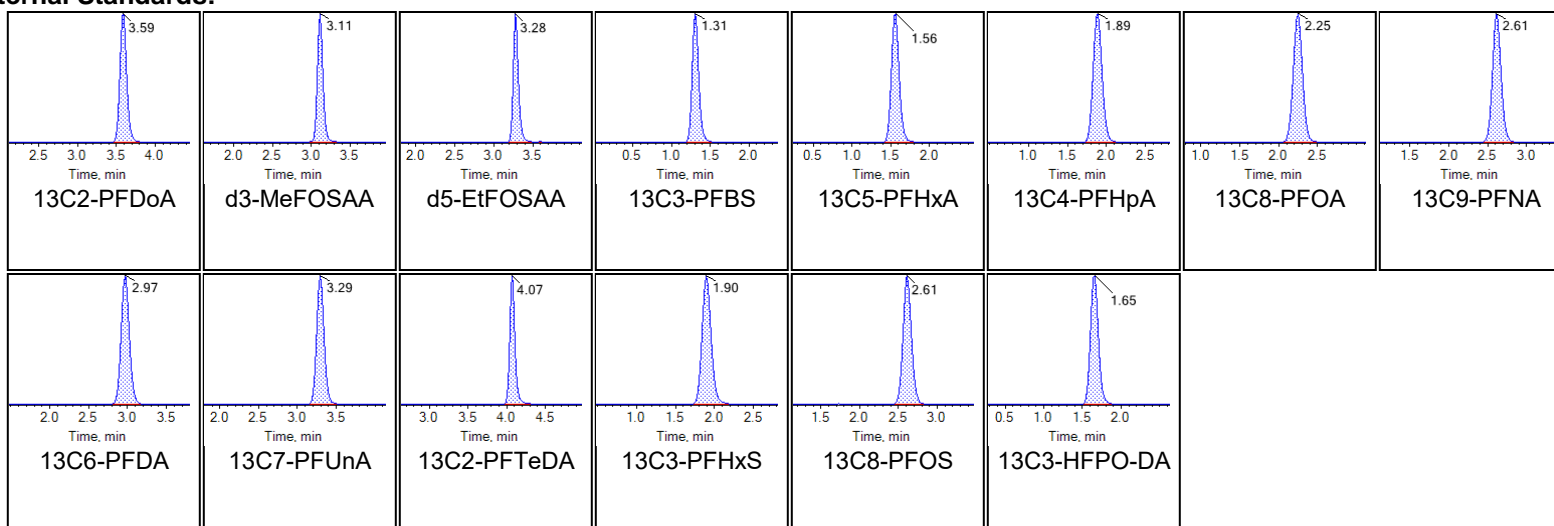 ternal Standards:
3.59
2.5 3.0 3.5 4.0
Time, min
13C2-PFDoA
3.11
2.0 2.5 3.0 3.5
Time, min
d3-MeFOSAA
3.28
2.0 2.5 3.0 3.5
Time, min
d5-EtFOSAA
1.31
0.5 1.0 1.5 2.0
Time, min
13C3-PFBS
1.56
0.5 1.0 1.5 2.0
Time, min
13C5-PFHxA
1.89
1.0 1.5 2.0 2.5
Time, min
13C4-PFHpA
2.25
1.0 1.5 2.0 2.5
Time, min
13C8-PFOA
2.61
1.5 2.0 2.5 3.0
Time, min
13C9-PFNA
2.97
2.0 2.5 3.0 3.5
Time, min
13C6-PFDA
3.29
2.0 2.5 3.0 3.5
Time, min
13C7-PFUnA
4.07
3.0 3.5 4.0 4.5
Time, min
13C2-PFTeDA
1.90
1.0 1.5 2.0 2.5
Time, min
13C3-PFHxS
2.61
1.5 2.0 2.5 3.0
Time, min
13C8-PFOS
1.65
0.5 1.0 1.5 2.0
Time, min
13C3-HFPO-DA